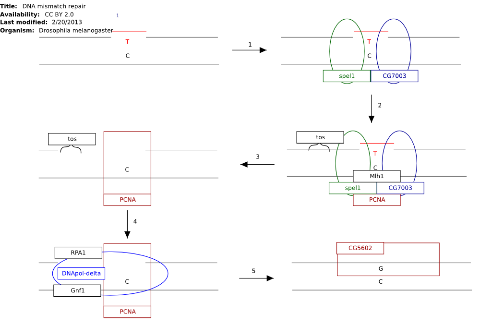 Title: DNA mismatch repair
Availability: CC BY 2.0
Last modified: 2/20/2013
Organism: Drosophila melanogaster
T
C
1
T
C
spel1
CG7003
2
tos
T
C
Mlh1
spel1
CG7003
PCNA
3
tos
C
PCNA
4
RPA1
DNApol-delta
Gnf1
C
PCNA
5
CG5602
G
C